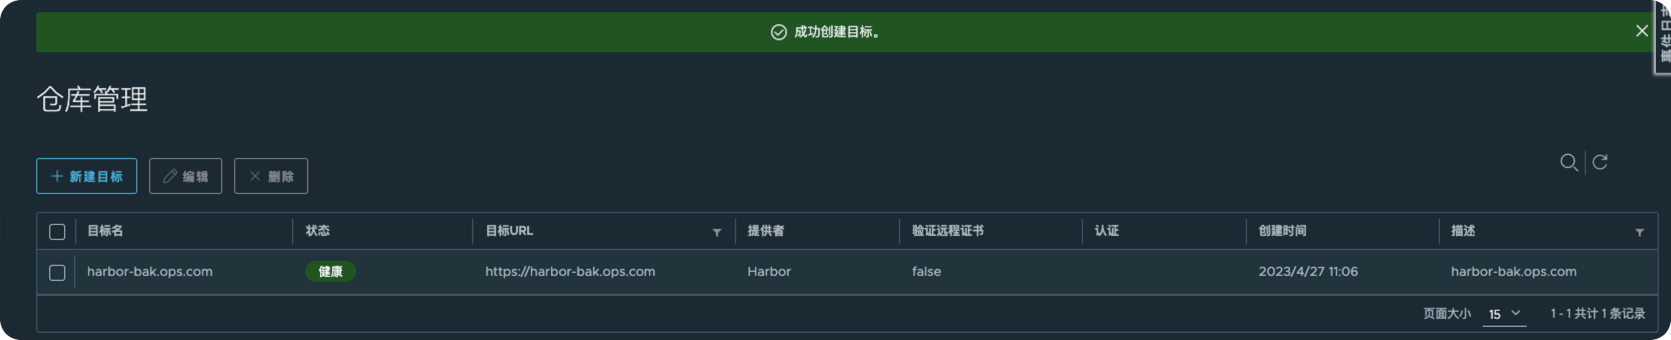 成功创建目标。
事件日志
仓库管理
新建目标 编辑 删除
目标名 状态 目标URL 提供者 验证远程证书 认证 创建时间 描述
harbor-bak.ops.com 健康 https://harbor-bak.ops.com Harbor false 2023/4/27 11:06 harbor-bak.ops.com
页面大小 15 1 - 1 共计 1 条记录